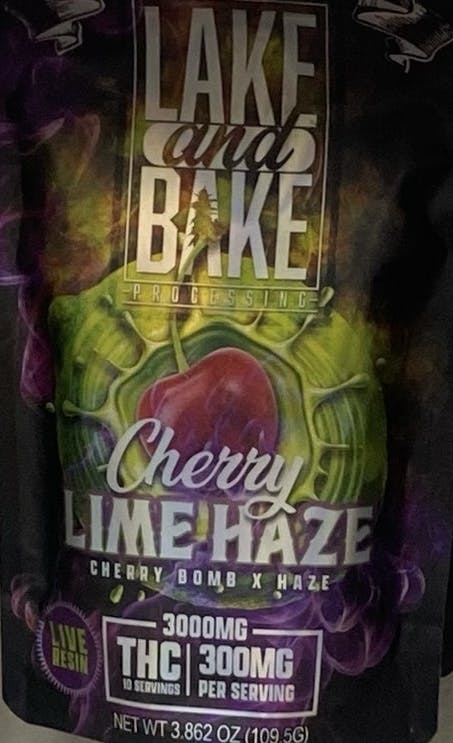 LAKE
and
BAKE
PROCESSING
Cherry
LIME HAZE
CHERRY BOMB X HAZE
LIVE
RESIN
3000MG
THC
10 SERVINGS
300MG
PER SERVING
NET WT 3.862 OZ (109.5G)